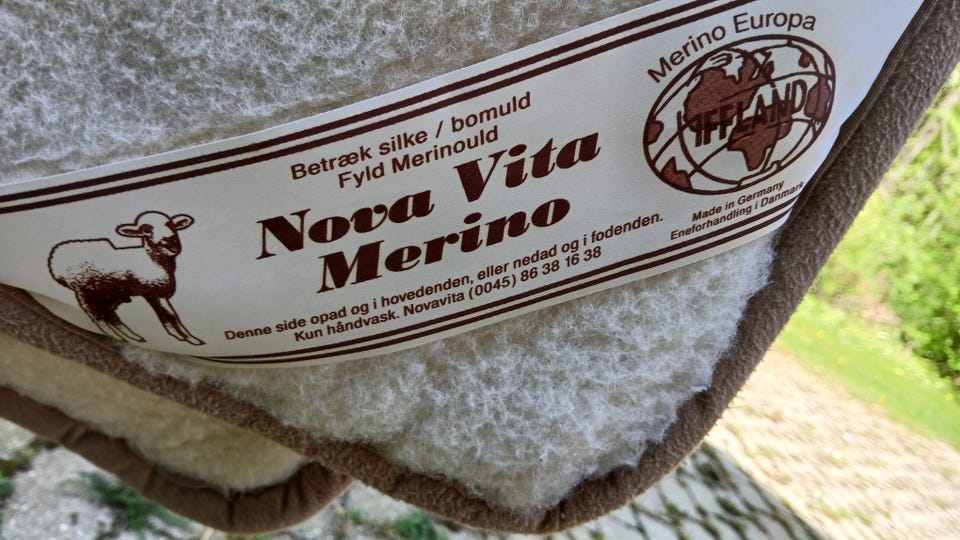 Betræk silke / bomuld
Fyld Merinould
Nova Vita
Merino
Denne side opad og i hovedenden, eller nedad og i fodenden.
Kun håndvask. Novavita (0045) 86 38 16 38
Merino Europa
IFFLAND
Made in Germany
Eneforhandling i Danmark